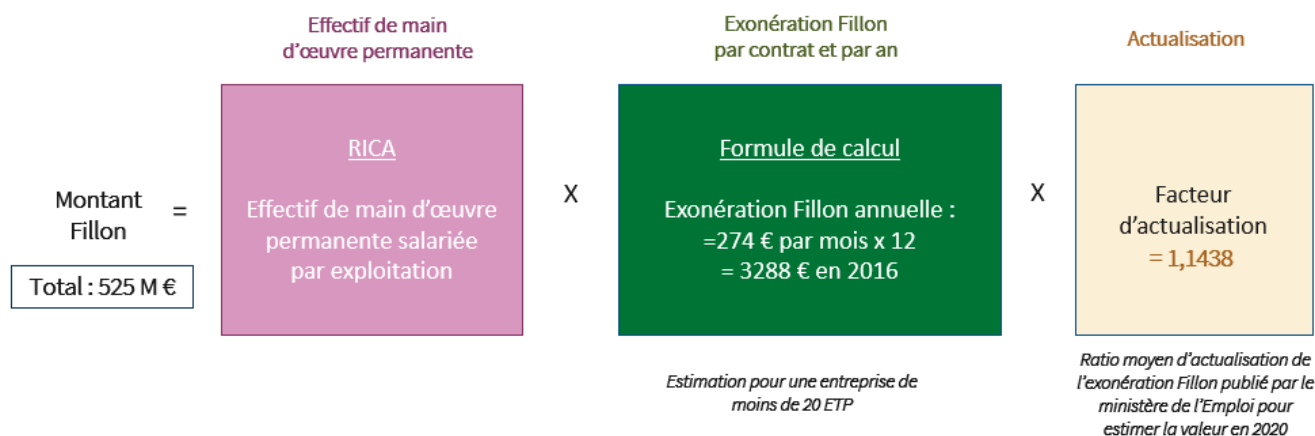 Effectif de main
d'œuvre permanente
Exonération Fillon
par contrat et par an
Actualisation
Montant
Fillon
=
Total : 525 M €
RICA
Effectif de main d'œuvre
permanente salariée
par exploitation
X
Formule de calcul
Exonération Fillon annuelle :
=274 € par mois x 12
= 3288 € en 2016
X
Facteur
d'actualisation
= 1,1438
Estimation pour une entreprise de
moins de 20 ETP
Ratio moyen d'actualisation de
l'exonération Fillon publié par le
ministère de l'Emploi pour
estimer la valeur en 2020